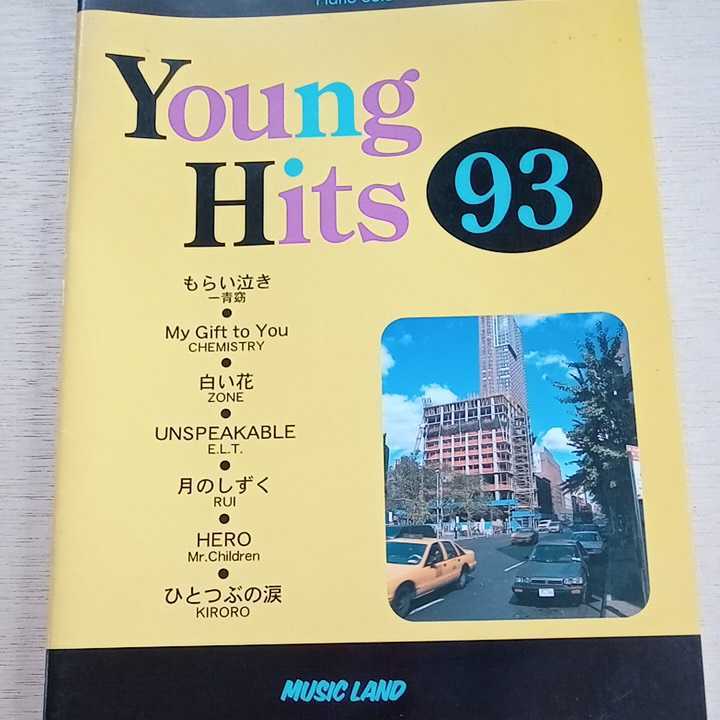 Piano Solo
Young
Hits 93
もらい泣き
一青窈
My Gift to You
CHEMISTRY
白い花
ZONE
UNSPEAKABLE
E.L.T.
月のしずく
RUI
HERO
Mr.Children
ひとつぶの涙
KIRORO
MUSIC LAND